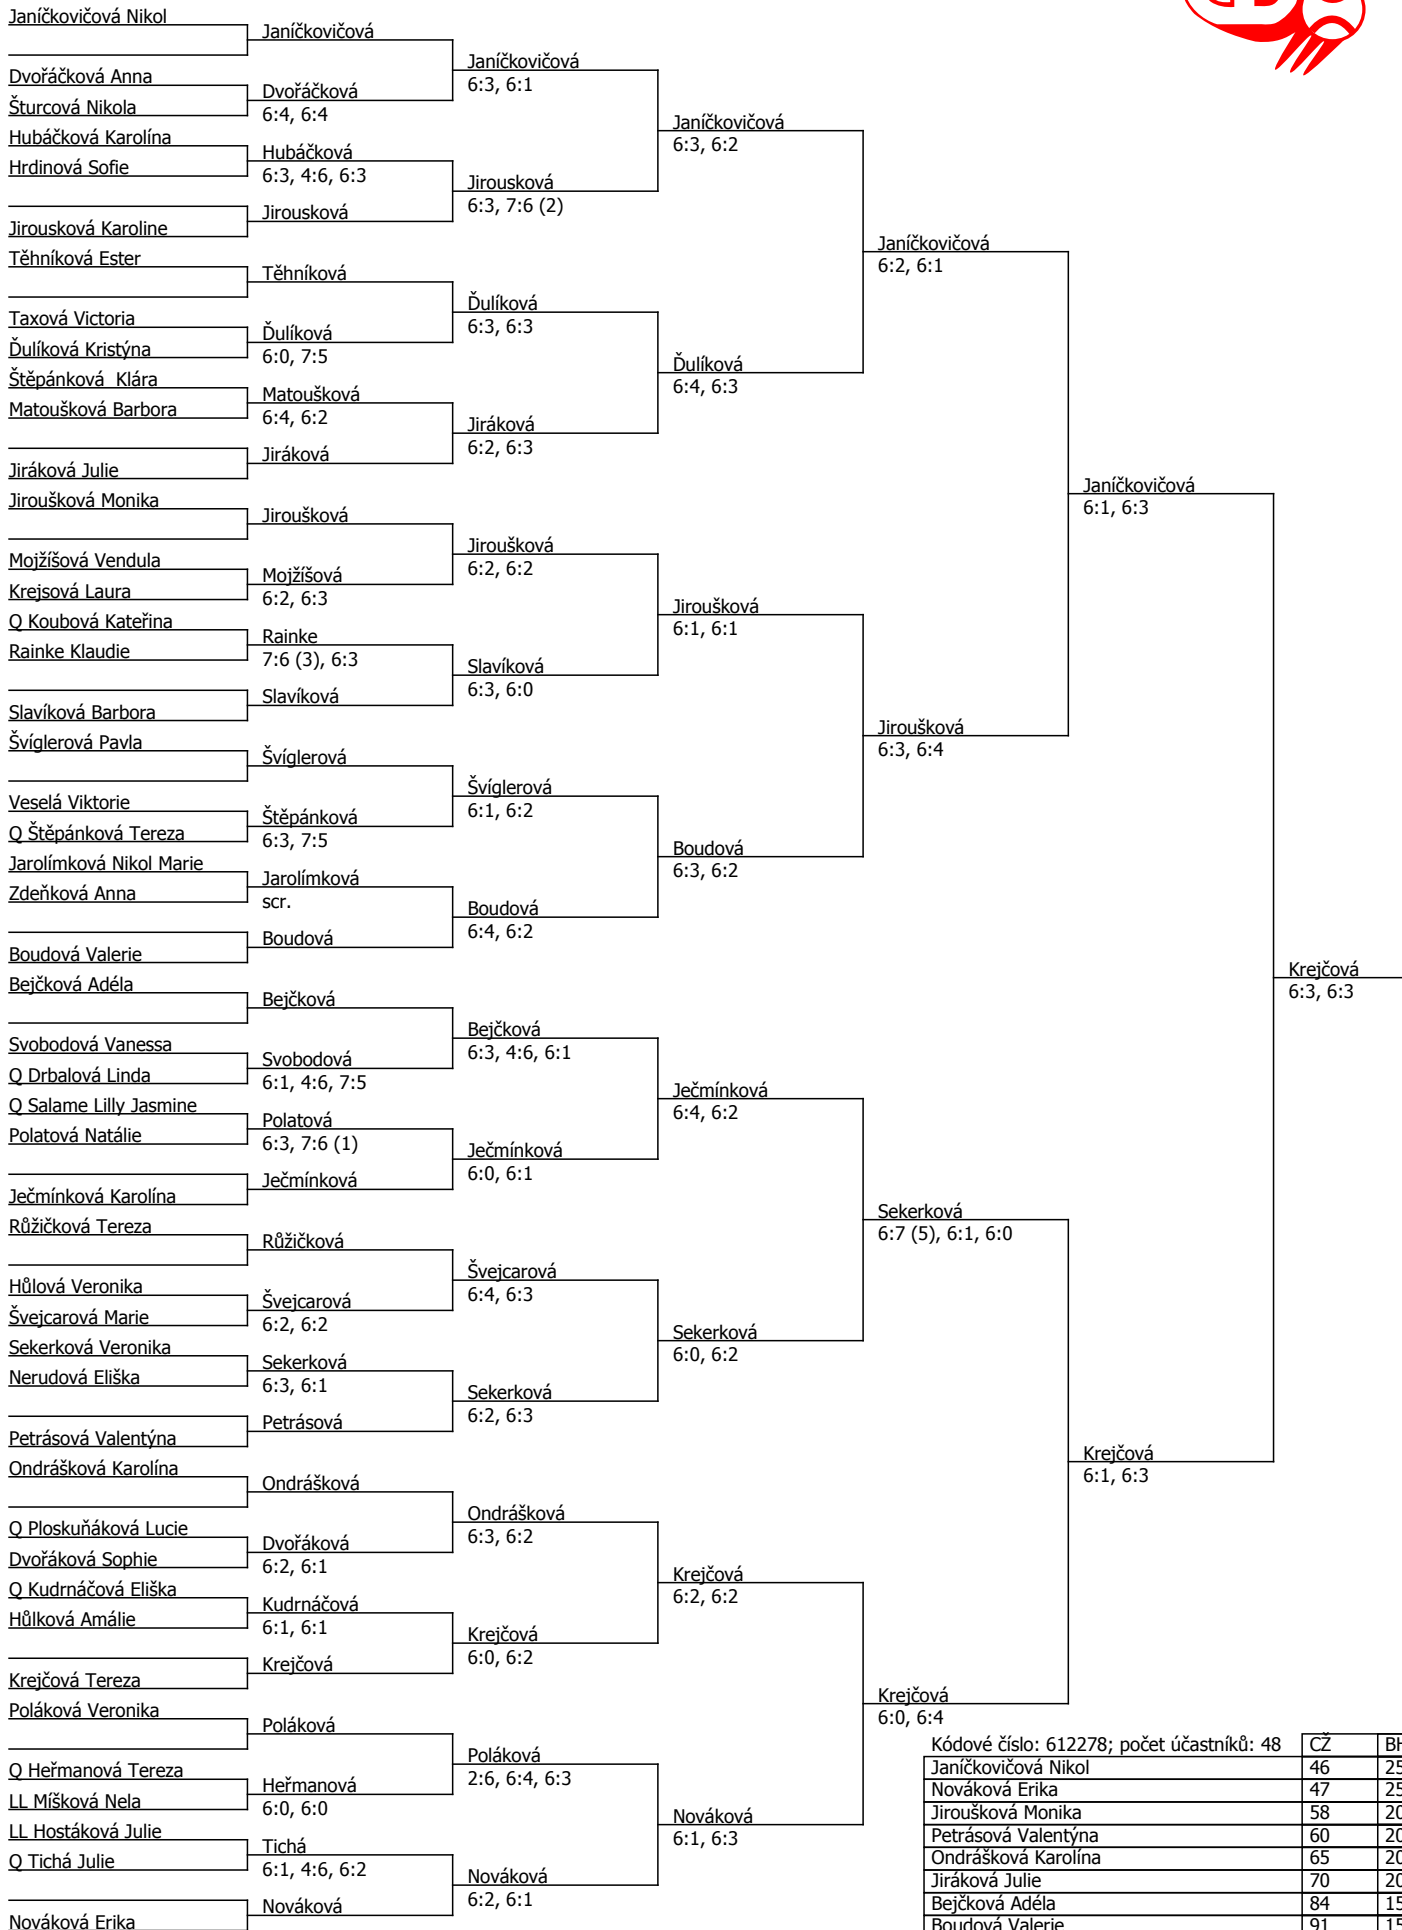 Janíčkovičová Nikol
Dvořáčková Anna
Šturcová Nikola
Hubáčková Karolína
Hrdinová Sofie
Jirousková Karoline
Těhníková Ester
Taxová Victoria
Ďulíková Kristýna
Štěpánková  Klára
Matoušková Barbora
Jiráková Julie
Jiroušková Monika
Mojžíšová Vendula
Krejsová Laura
Q Koubová Kateřina
Rainke Klaudie
Slavíková Barbora
Švíglerová Pavla
Veselá Viktorie
Q Štěpánková Tereza
Jarolímková Nikol Marie
Zdeňková Anna
Boudová Valerie
Bejčková Adéla
Svobodová Vanessa
Q Drbalová Linda
Q Salame Lilly Jasmine
Polatová Natálie
Ječmínková Karolína
Růžičková Tereza
Hůlová Veronika
Švejcarová Marie
Sekerková Veronika
Nerudová Eliška
Petrásová Valentýna
Ondrášková Karolína
Q Ploskuňáková Lucie
Dvořáková Sophie
Q Kudrnáčová Eliška
Hůlková Amálie
Krejčová Tereza
Poláková Veronika
Q Heřmanová Tereza
LL Míšková Nela
LL Hostáková Julie
Q Tichá Julie
Nováková Erika
Janíčkovičová
Dvořáčková
6:4, 6:4
Hubáčková
6:3, 4:6, 6:3
Jirousková
Těhníková
Ďulíková
6:0, 7:5
Matoušková
6:4, 6:2
Jiráková
Jiroušková
Mojžíšová
6:2, 6:3
Rainke
7:6 (3), 6:3
Slavíková
Švíglerová
Štěpánková
6:3, 7:5
Jarolímková
scr.
Boudová
Bejčková
Svobodová
6:1, 4:6, 7:5
Polatová
6:3, 7:6 (1)
Ječmínková
Růžičková
Švejcarová
6:2, 6:2
Sekerková
6:3, 6:1
Petrásová
Ondrášková
Dvořáková
6:2, 6:1
Kudrnáčová
6:1, 6:1
Krejčová
Poláková
Heřmanová
6:0, 6:0
Tichá
6:1, 4:6, 6:2
Nováková
Janíčkovičová
6:3, 6:1
Jirousková
6:3, 7:6 (2)
Ďulíková
6:3, 6:3
Jiráková
6:2, 6:3
Jiroušková
6:2, 6:2
Slavíková
6:3, 6:0
Švíglerová
6:1, 6:2
Boudová
6:4, 6:2
Bejčková
6:3, 4:6, 6:1
Ječmínková
6:0, 6:1
Švejcarová
6:4, 6:3
Sekerková
6:2, 6:3
Ondrášková
6:3, 6:2
Krejčová
6:0, 6:2
Poláková
2:6, 6:4, 6:3
Nováková
6:2, 6:1
Janíčkovičová
6:3, 6:2
Ďulíková
6:4, 6:3
Jiroušková
6:1, 6:1
Boudová
6:3, 6:2
Ječmínková
6:4, 6:2
Sekerková
6:0, 6:2
Krejčová
6:2, 6:2
Nováková
6:1, 6:3
Janíčkovičová
6:2, 6:1
Jiroušková
6:3, 6:4
Sekerková
6:7 (5), 6:1, 6:0
Krejčová
6:0, 6:4
Janíčkovičová
6:1, 6:3
Krejčová
6:1, 6:3
Krejčová
6:3, 6:3
Kódové číslo: 612278; počet účastníků: 48 CŽ BH
Janíčkovičová Nikol 46 25
Nováková Erika 47 25
Jiroušková Monika 58 20
Petrásová Valentýna 60 20
Ondrášková Karolína 65 20
Jiráková Julie 70 20
Bejčková Adéla 84 15
Boudová Valerie 91 15